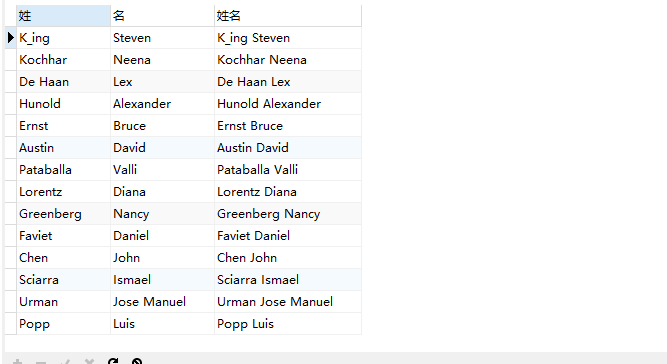 姓 名 姓名
K_ing Steven K_ing Steven
Kochhar Neena Kochhar Neena
De Haan Lex De Haan Lex
Hunold Alexander Hunold Alexander
Ernst Bruce Ernst Bruce
Austin David Austin David
Pataballa Valli Pataballa Valli
Lorentz Diana Lorentz Diana
Greenberg Nancy Greenberg Nancy
Faviet Daniel Faviet Daniel
Chen John Chen John
Sciarra Ismael Sciarra Ismael
Urman Jose Manuel Urman Jose Manuel
Popp Luis Popp Luis